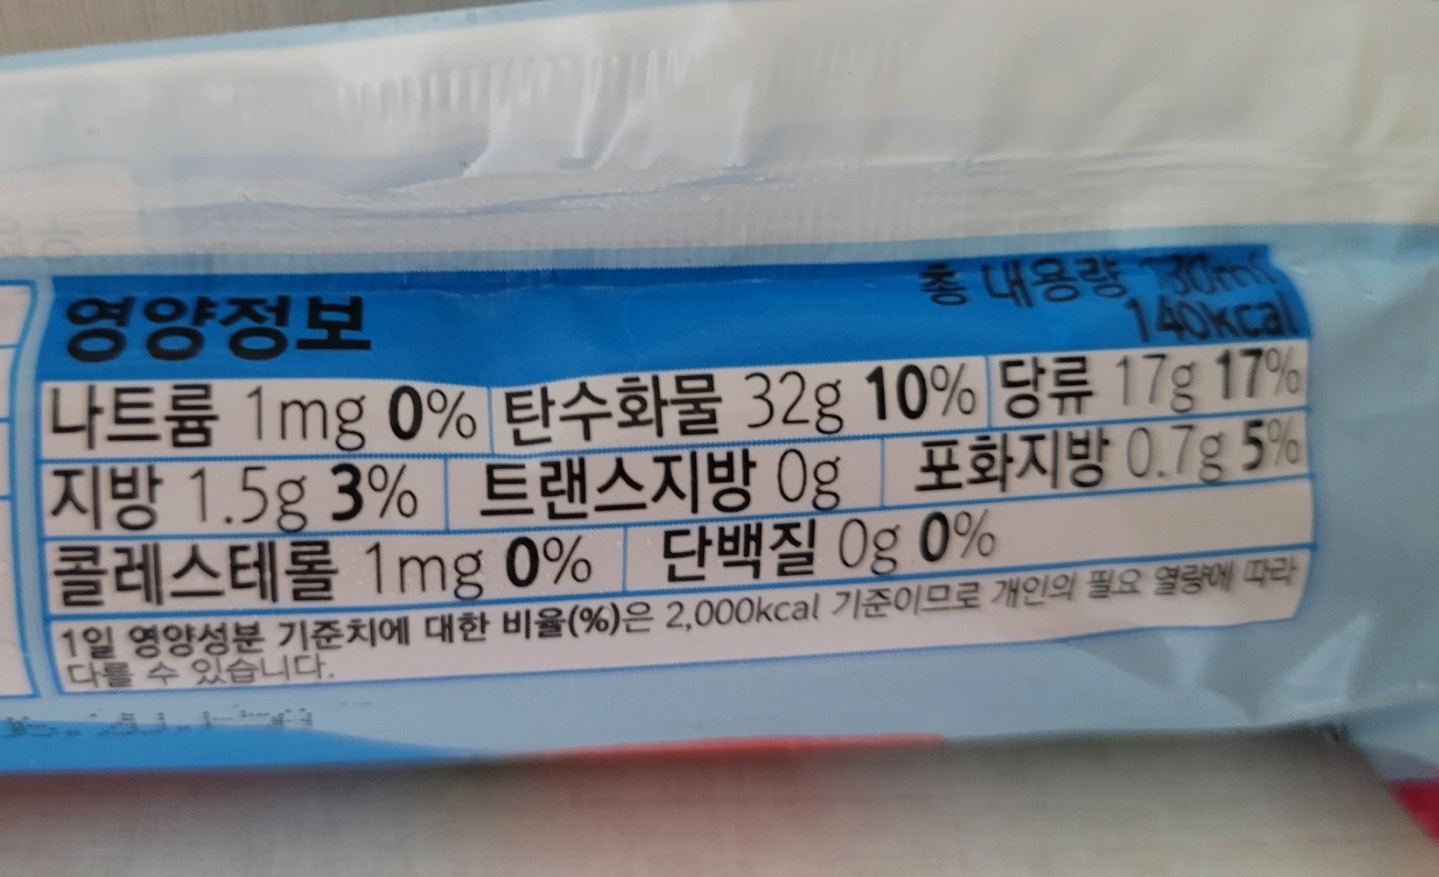 영양정보
총 내용량 130ml
140kcal
나트륨 1mg 0% 탄수화물 32g 10% 당류 17g 17%
지방 1.5g 3% 트랜스지방 0g 포화지방 0.7g 5%
콜레스테롤 1mg 0% 단백질 0g 0%
1일 영양성분 기준치에 대한 비율(%)은 2,000kcal 기준이므로 개인의 필요 열량에 따라
다를 수 있습니다.